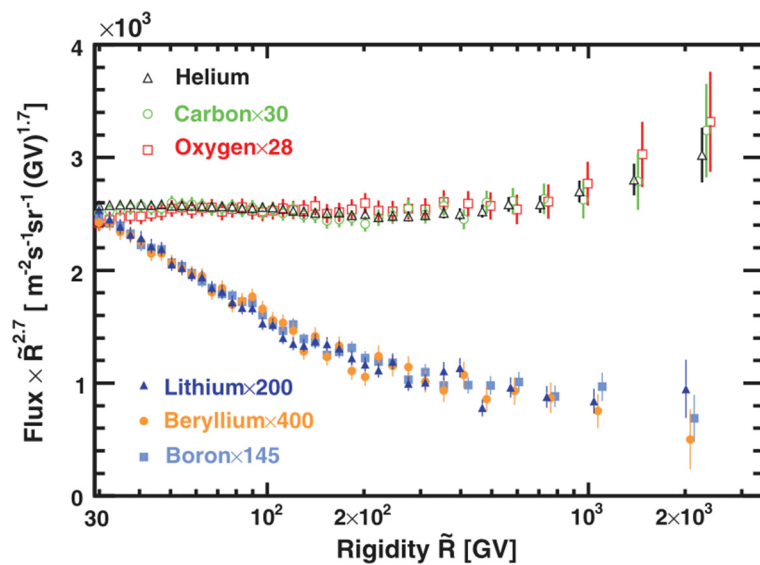 ×10³
4
3
2
1
0
Flux × R̃²·⁷ [ m⁻²s⁻¹sr⁻¹ (GV)¹·⁷ ]
Helium
Carbon×30
Oxygen×28
Lithium×200
Beryllium×400
Boron×145
30
10²
2×10²
10³
2×10³
Rigidity R̃ [GV]